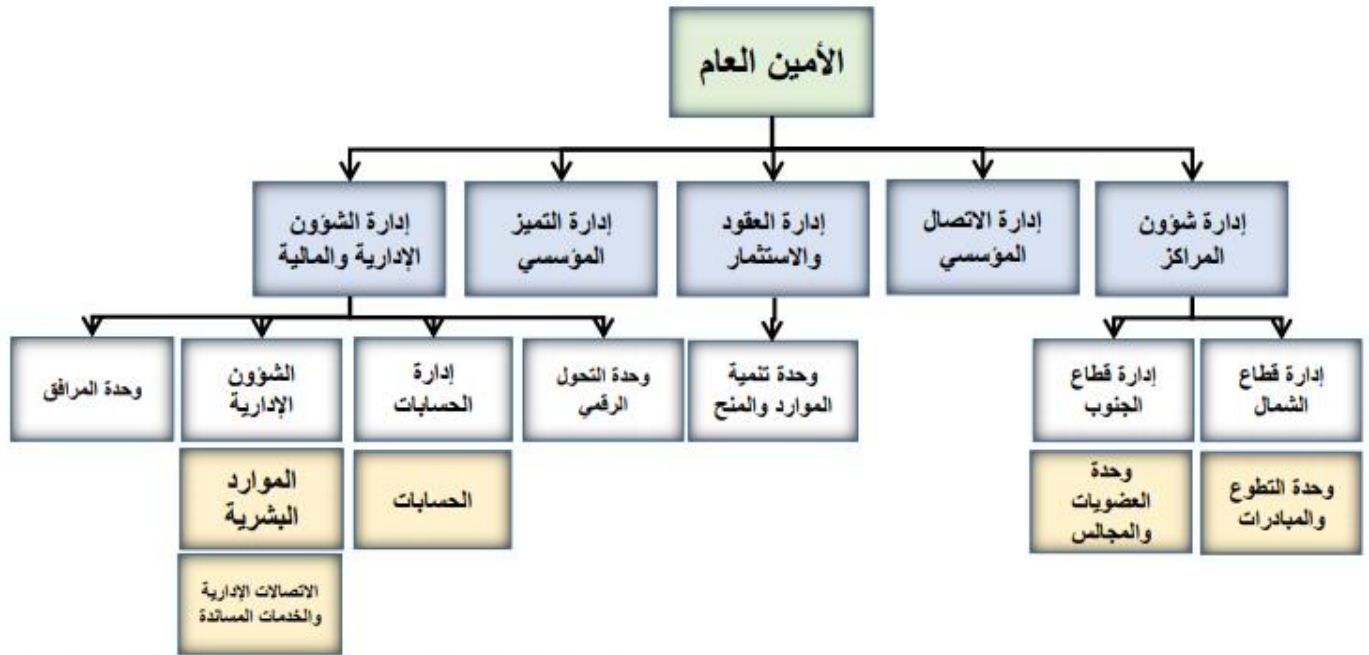 الأمين العام
إدارة شؤون
المراكز
إدارة الاتصال
المؤسسي
إدارة العقود
والاستثمار
إدارة التميز
المؤسسي
إدارة الشؤون
الإدارية والمالية
إدارة قطاع
الشمال
إدارة قطاع
الجنوب
وحدة تنمية
الموارد والمنح
وحدة التحول
الرقمي
إدارة
الحسابات
الشؤون
الإدارية
وحدة المرافق
وحدة التطوع
والمبادرات
وحدة
العضويات
والمجالس
الحسابات
الموارد
البشرية
الاتصالات الإدارية
والخدمات المساندة